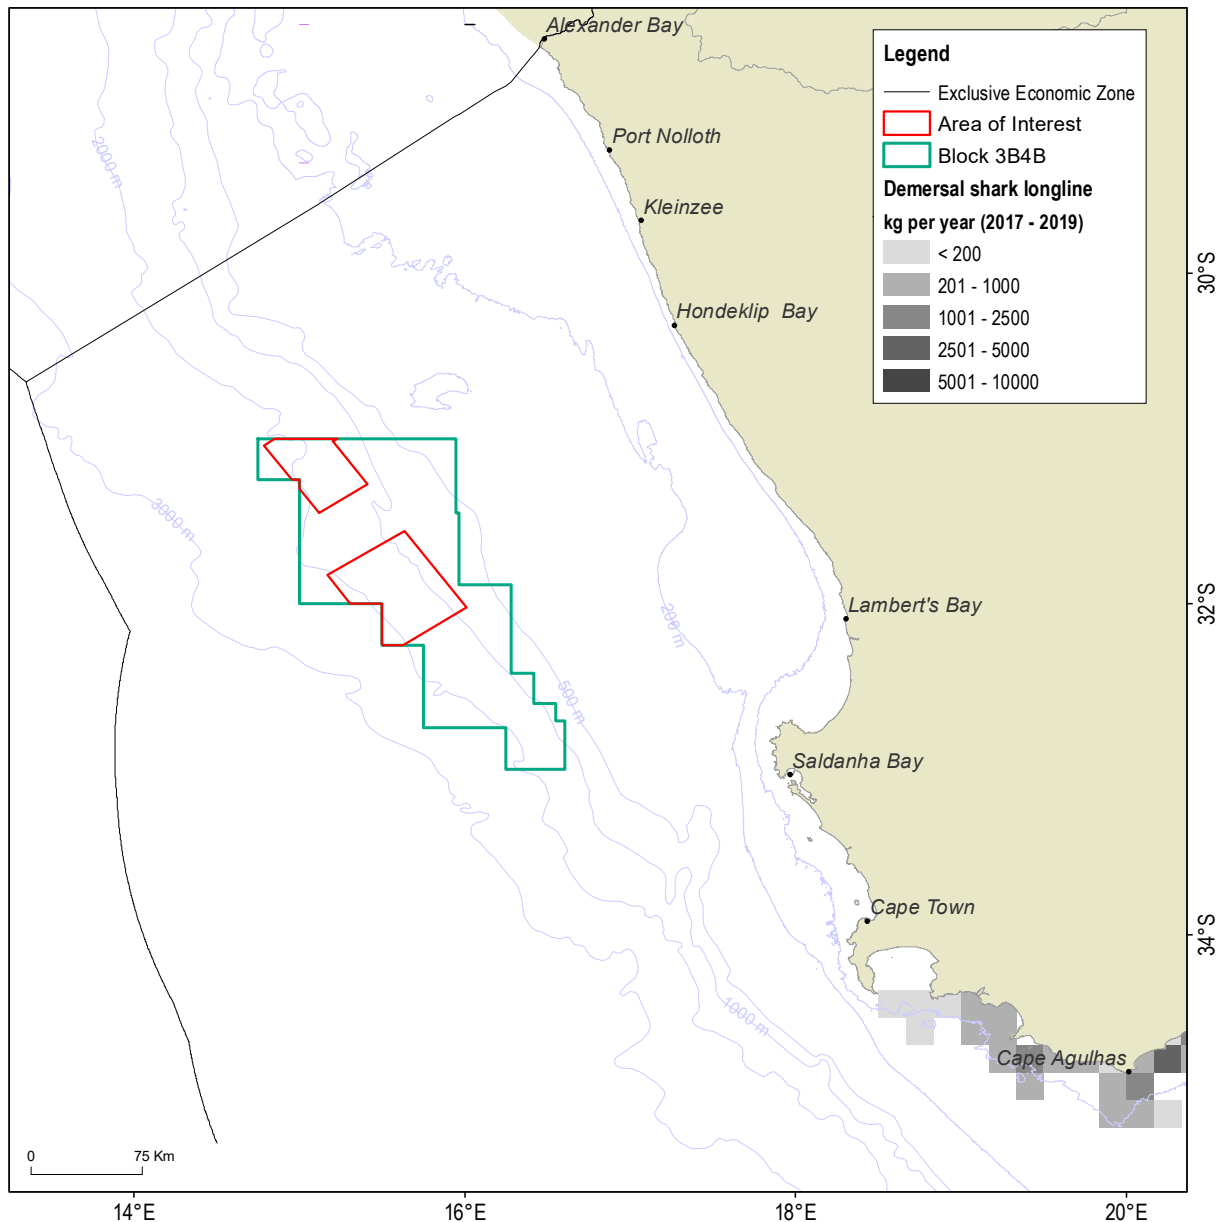 Alexander Bay
Legend
Exclusive Economic Zone
Area of Interest
Block 3B4B
Demersal shark longline
kg per year (2017 - 2019)
< 200
201 - 1000
1001 - 2500
2501 - 5000
5001 - 10000
Port Nolloth
2000 m
Kleinzee
30°S
Hondeklip Bay
3000 m
Lambert's Bay
32°S
200 m
500 m
Saldanha Bay
Cape Town
34°S
1000 m
Cape Agulhas
0 75 Km
14°E 16°E 18°E 20°E